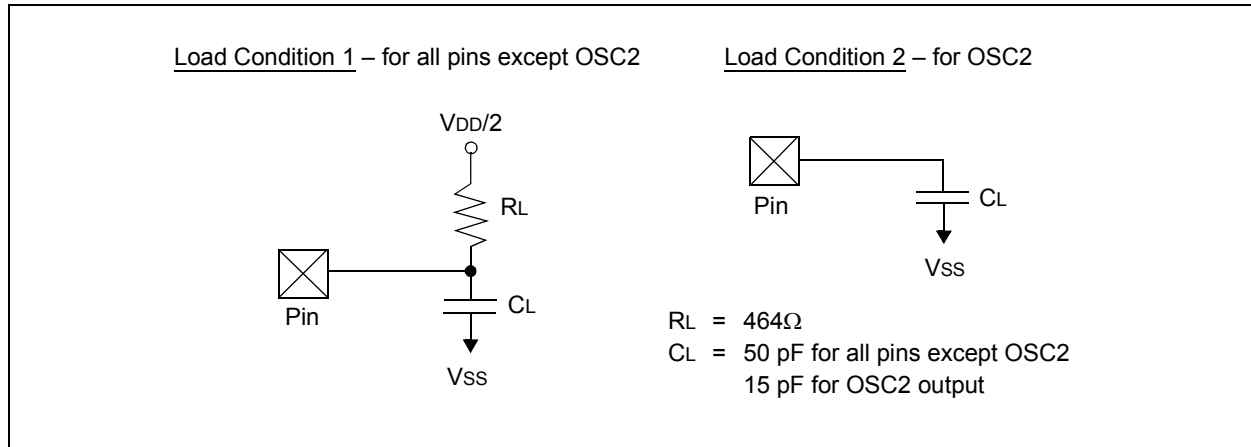 Load Condition 1 – for all pins except OSC2
Load Condition 2 – for OSC2
VDD/2
RL
Pin
CL
VSS
Pin
CL
VSS
RL = 464Ω
CL = 50 pF for all pins except OSC2
15 pF for OSC2 output